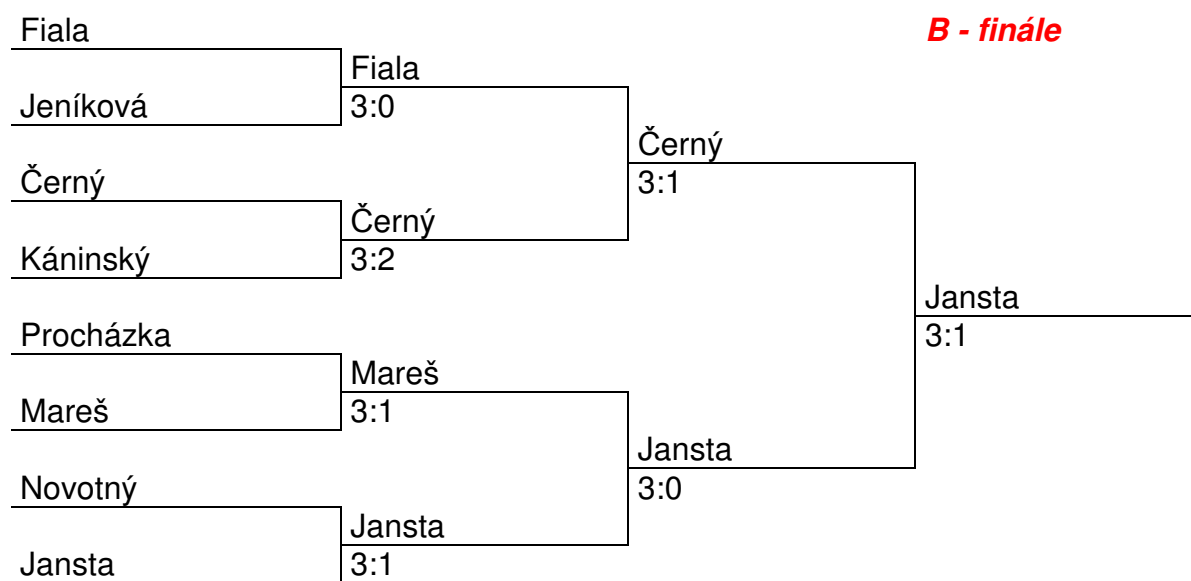 Fiala
B - finále
Fiala
Jeníková
3:0
Černý
Černý
3:1
Černý
Káninský
3:2
Jansta
Procházka
3:1
Mareš
Mareš
3:1
Jansta
Novotný
3:0
Jansta
Jansta
3:1